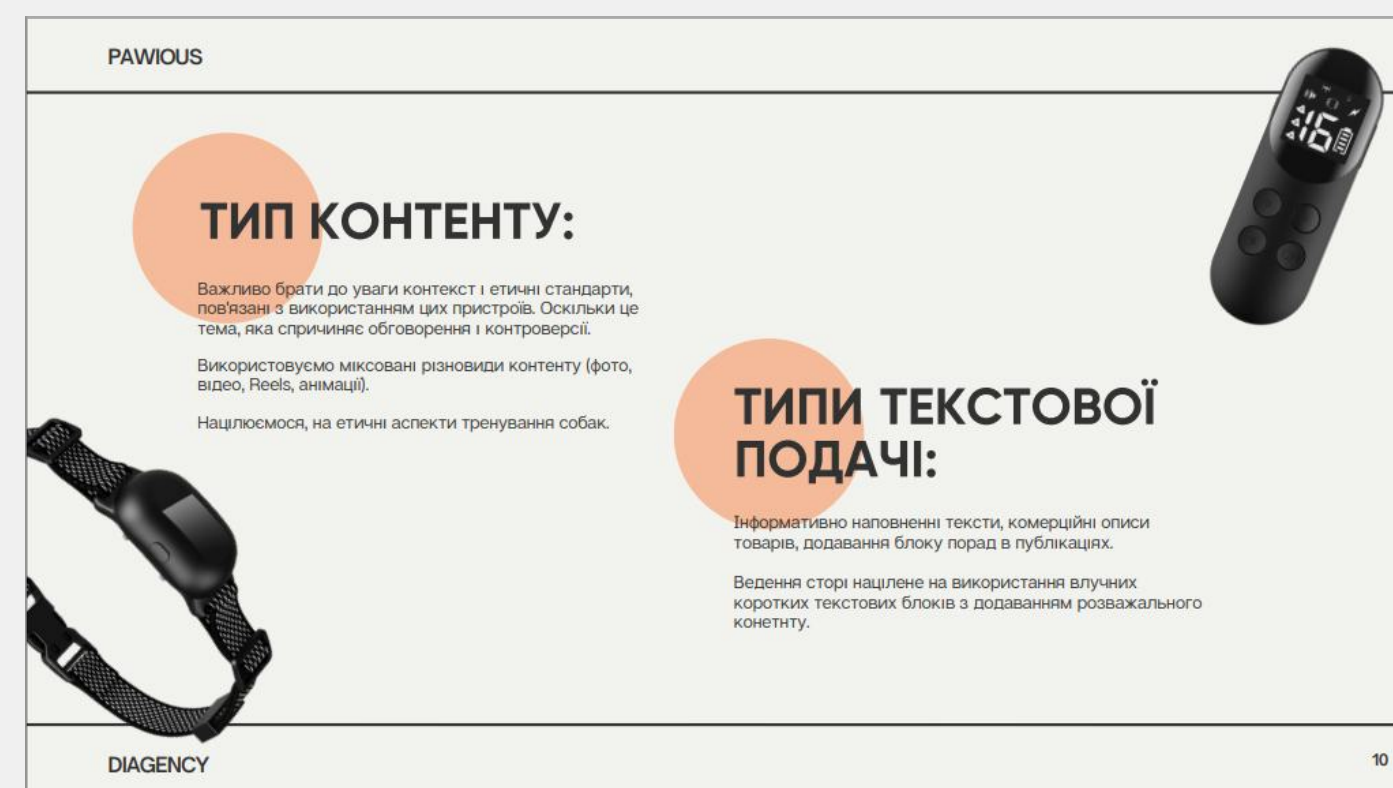 PAWIOUS
16
ТИП КОНТЕНТУ:
Важливо брати до уваги контекст і етичні стандарти,
пов'язані з використанням цих пристроїв. Оскільки це
тема, яка спричиняє обговорення і контроверсії.
Використовуємо міксовані різновиди контенту (фото,
відео, Reels, анімації).
Націлюємося, на етичні аспекти тренування собак.
ТИПИ ТЕКСТОВОЇ
ПОДАЧІ:
Інформативно наповненні тексти, комерційні описи
товарів, додавання блоку порад в публікаціях.
Ведення сторі націлене на використання влучних
коротких текстових блоків з додаванням розважального
конетнту.
DIAGENCY
10